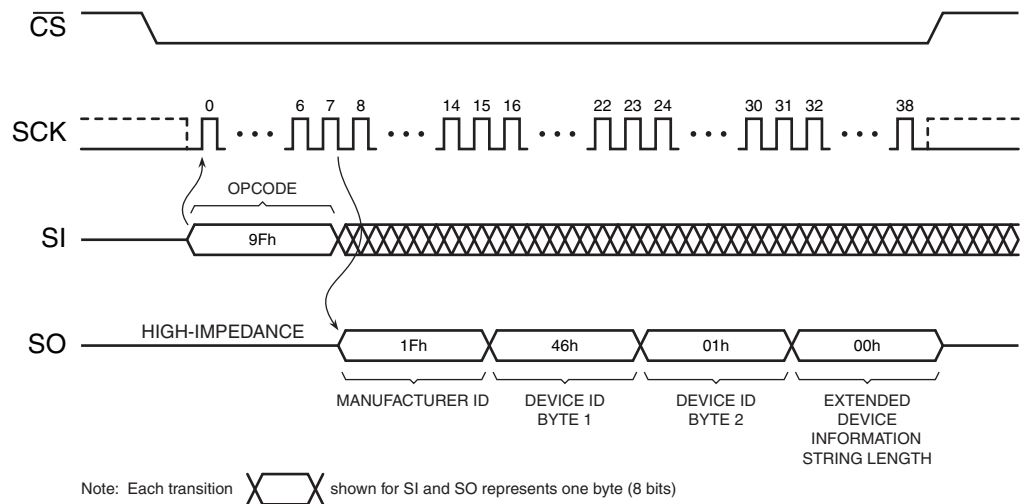 CS
0 6 7 8 14 15 16 22 23 24 30 31 32 38
SCK
OPCODE
SI 9Fh
HIGH-IMPEDANCE
SO 1Fh 46h 01h 00h
MANUFACTURER ID DEVICE ID DEVICE ID EXTENDED
BYTE 1 BYTE 2 DEVICE
INFORMATION
STRING LENGTH
Note: Each transition shown for SI and SO represents one byte (8 bits)